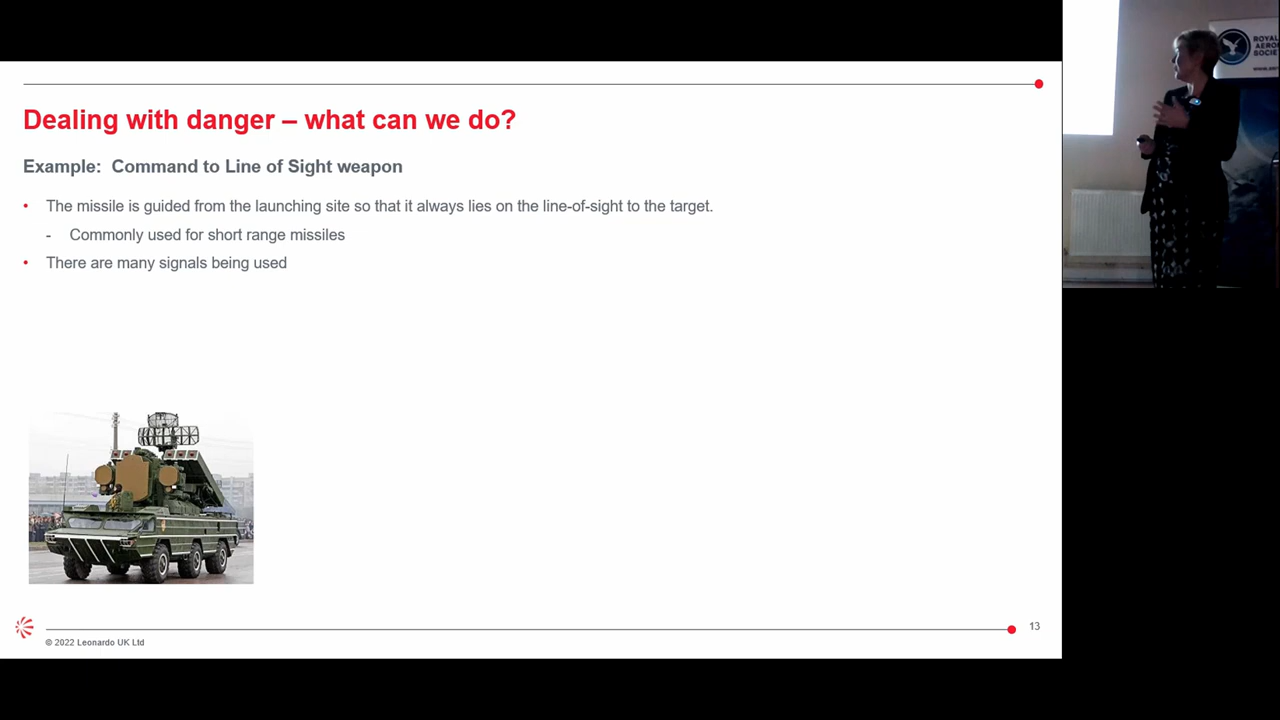 Dealing with danger – what can we do?
Example: Command to Line of Sight weapon
• The missile is guided from the launching site so that it always lies on the line-of-sight to the target.
- Commonly used for short range missiles
• There are many signals being used
© 2022 Leonardo UK Ltd
13
ROYAL
AERO
SOCIE